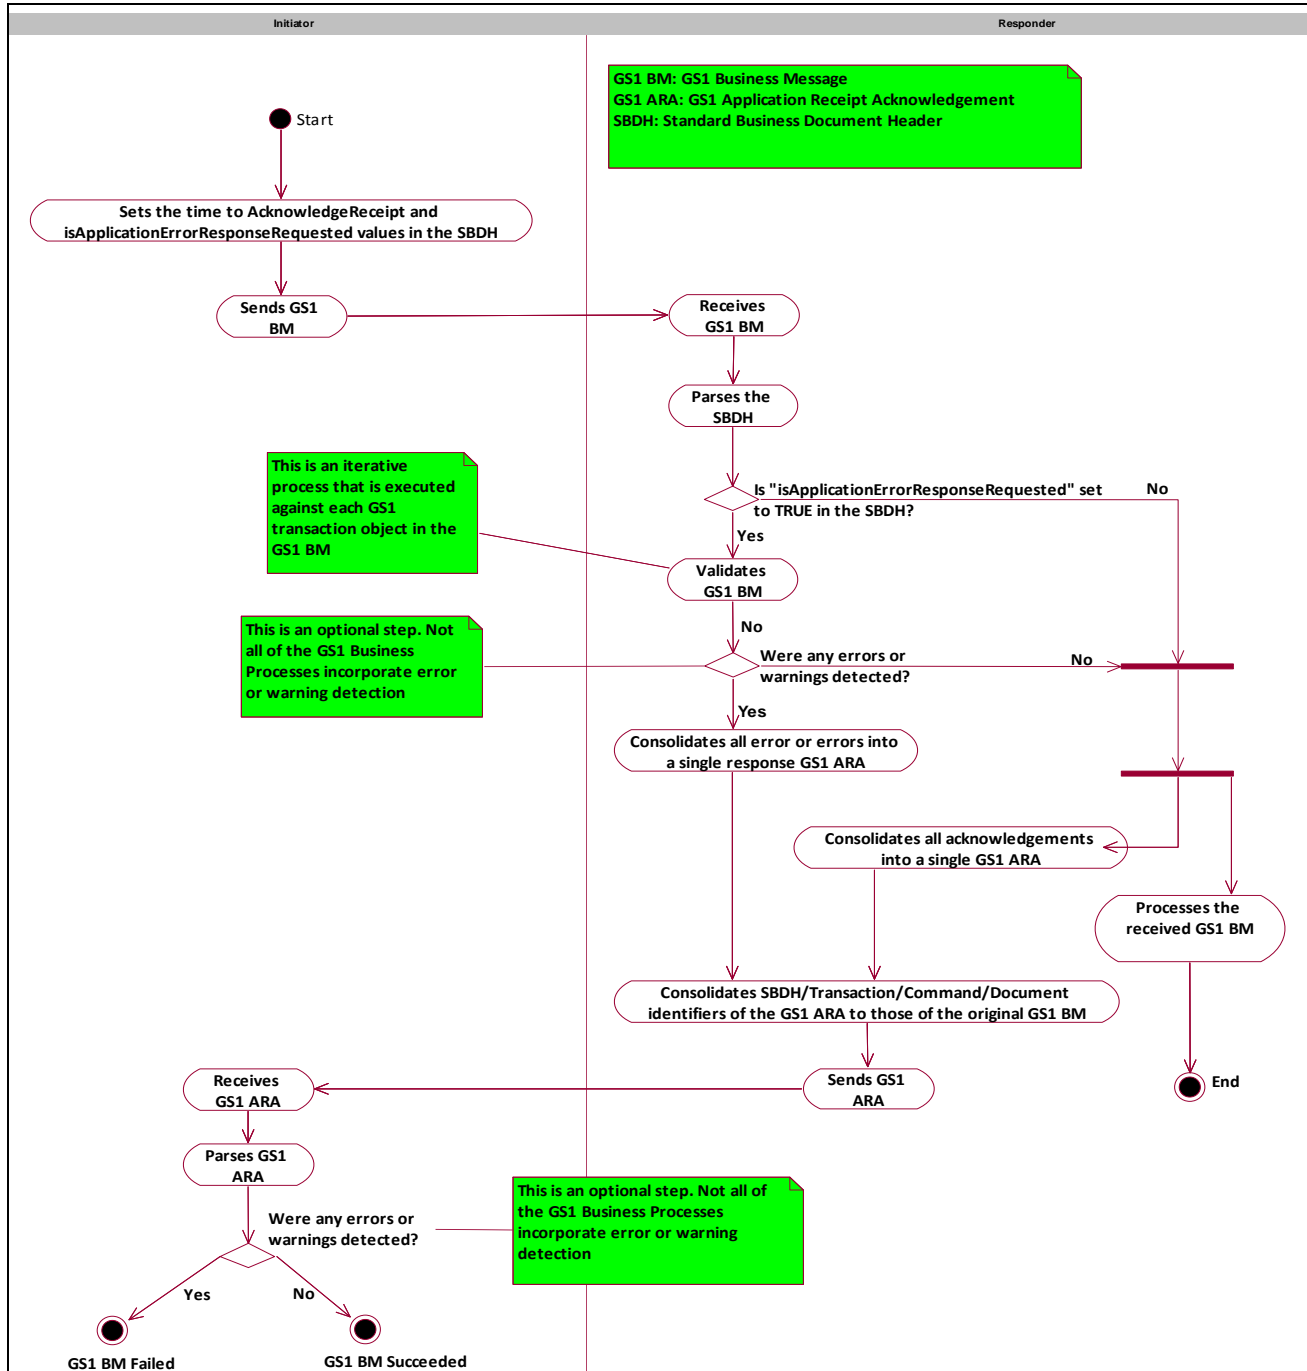 Initiator
Responder
GS1 BM: GS1 Business Message
GS1 ARA: GS1 Application Receipt Acknowledgement
SBDH: Standard Business Document Header
Start
Sets the time to AcknowledgeReceipt and
isApplicationErrorResponseRequested values in the SBDH
Sends GS1
BM
Receives
GS1 BM
Parses the
SBDH
This is an iterative
process that is executed
against each GS1
transaction object in the
GS1 BM
Is "isApplicationErrorResponseRequested" set
to TRUE in the SBDH?
No
Yes
Validates
GS1 BM
This is an optional step. Not
all of the GS1 Business
Processes incorporate error
or warning detection
No
Were any errors or
warnings detected?
No
Yes
Consolidates all error or errors into
a single response GS1 ARA
Consolidates all acknowledgements
into a single GS1 ARA
Processes the
received GS1 BM
Consolidates SBDH/Transaction/Command/Document
identifiers of the GS1 ARA to those of the original GS1 BM
Receives
GS1 ARA
Sends GS1
ARA
End
Parses GS1
ARA
This is an optional step. Not all of
the GS1 Business Processes
incorporate error or warning
detection
Were any errors or
warnings detected?
Yes
No
GS1 BM Failed
GS1 BM Succeeded